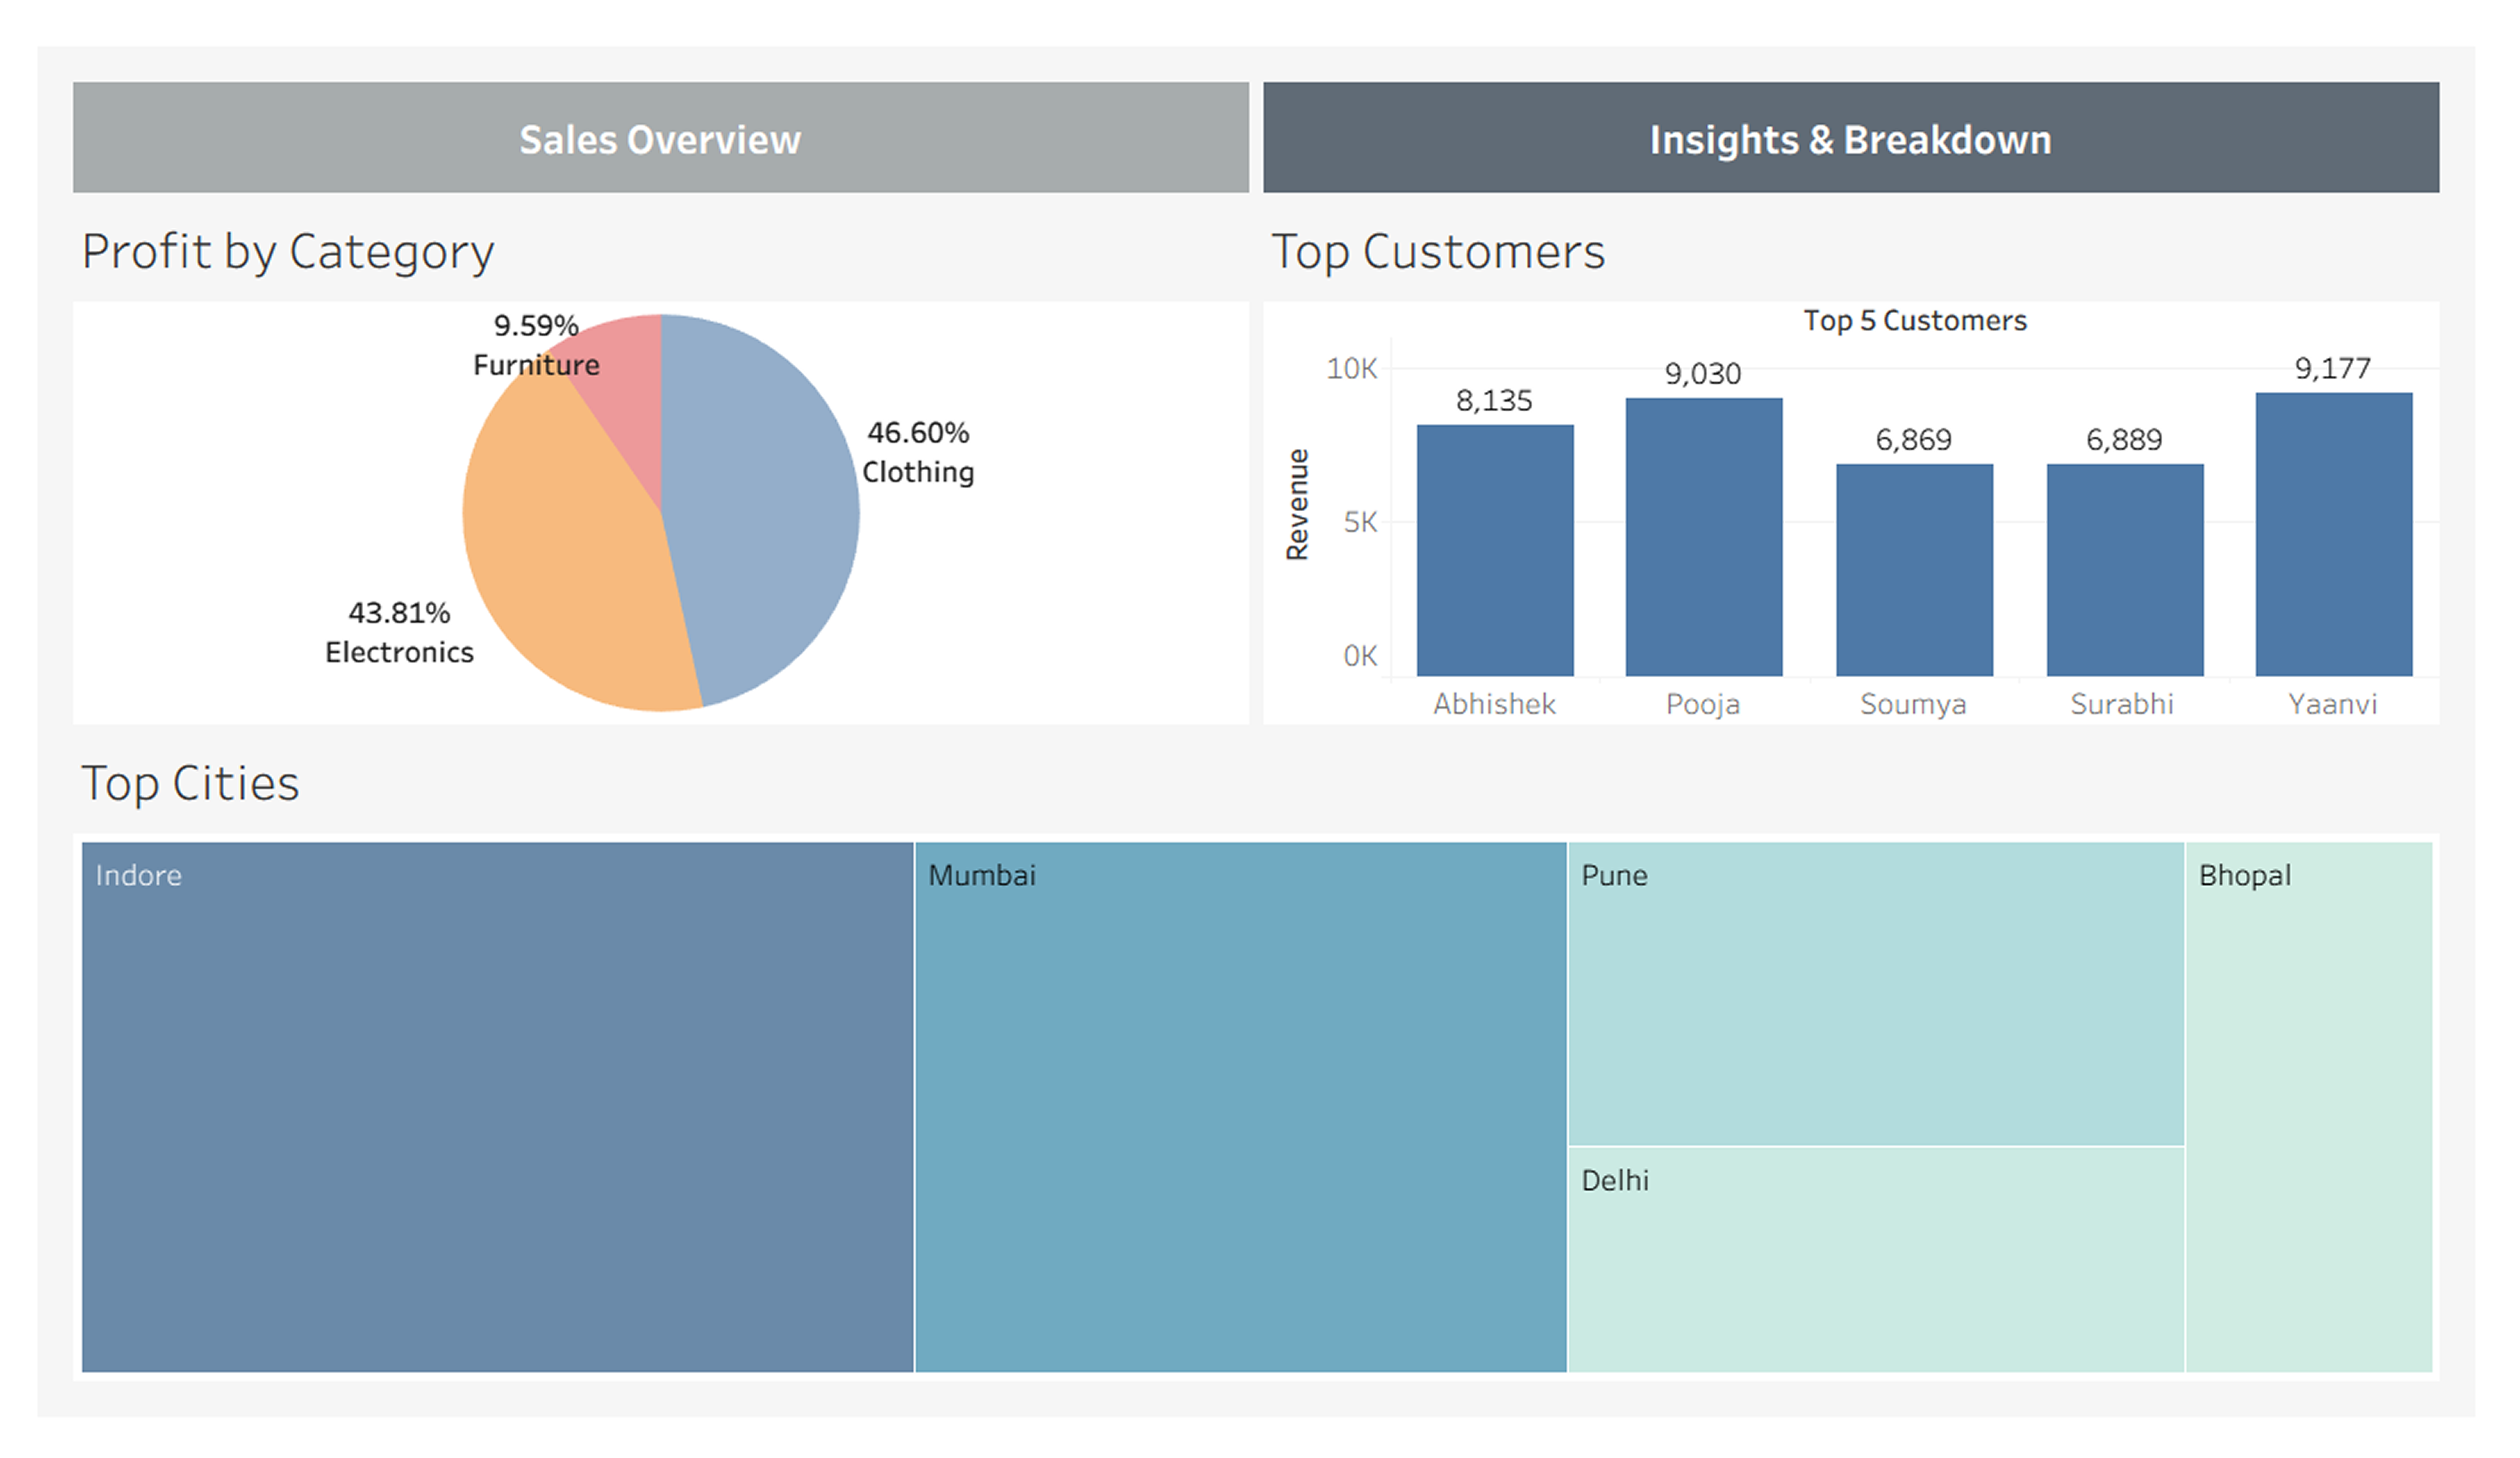 Sales Overview
Insights & Breakdown
Profit by Category
9.59%
Furniture
46.60%
Clothing
43.81%
Electronics
Top Customers
Top 5 Customers
Revenue
10K
5K
0K
8,135
9,030
6,869
6,889
9,177
Abhishek
Pooja
Soumya
Surabhi
Yaanvi
Top Cities
Indore
Mumbai
Pune
Delhi
Bhopal